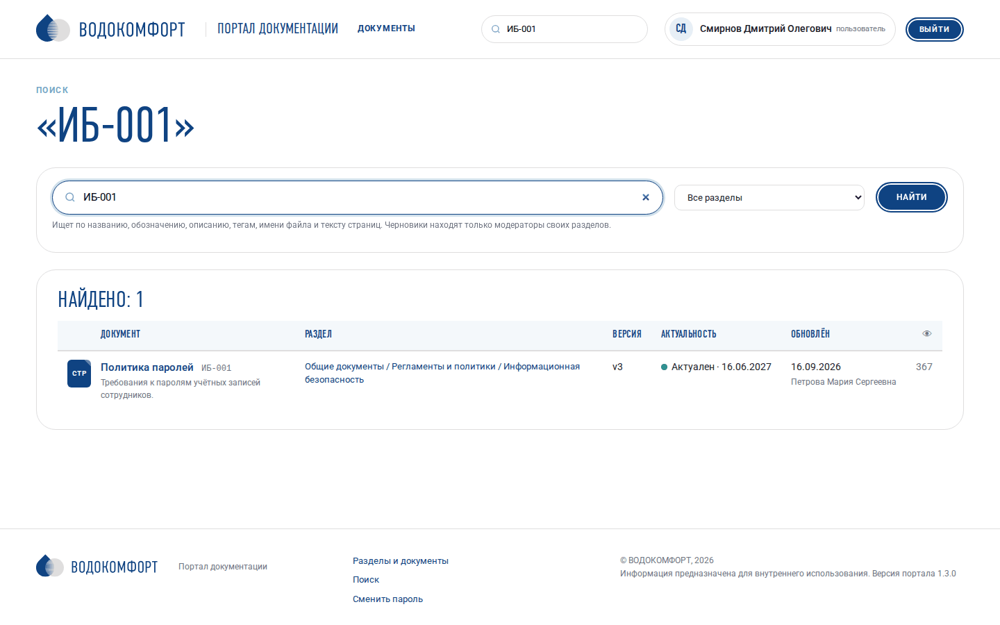 ВОДОКОМФОРТ
ПОРТАЛ ДОКУМЕНТАЦИИ
ДОКУМЕНТЫ
ИБ-001
СД
Смирнов Дмитрий Олегович пользователь
ВЫЙТИ
ПОИСК
«ИБ-001»
ИБ-001
Все разделы
НАЙТИ
Ищет по названию, обозначению, описанию, тегам, имени файла и тексту страниц. Черновики находят только модераторы своих разделов.
НАЙДЕНО: 1
ДОКУМЕНТ РАЗДЕЛ ВЕРСИЯ АКТУАЛЬНОСТЬ ОБНОВЛЁН
СТР
Политика паролей ИБ-001
Требования к паролям учётных записей
сотрудников.
Общие документы / Регламенты и политики / Информационная
безопасность
v3
Актуален · 16.06.2027
16.09.2026
Петрова Мария Сергеевна
367
ВОДОКОМФОРТ
Портал документации
Разделы и документы
Поиск
Сменить пароль
© ВОДОКОМФОРТ, 2026
Информация предназначена для внутреннего использования. Версия портала 1.3.0